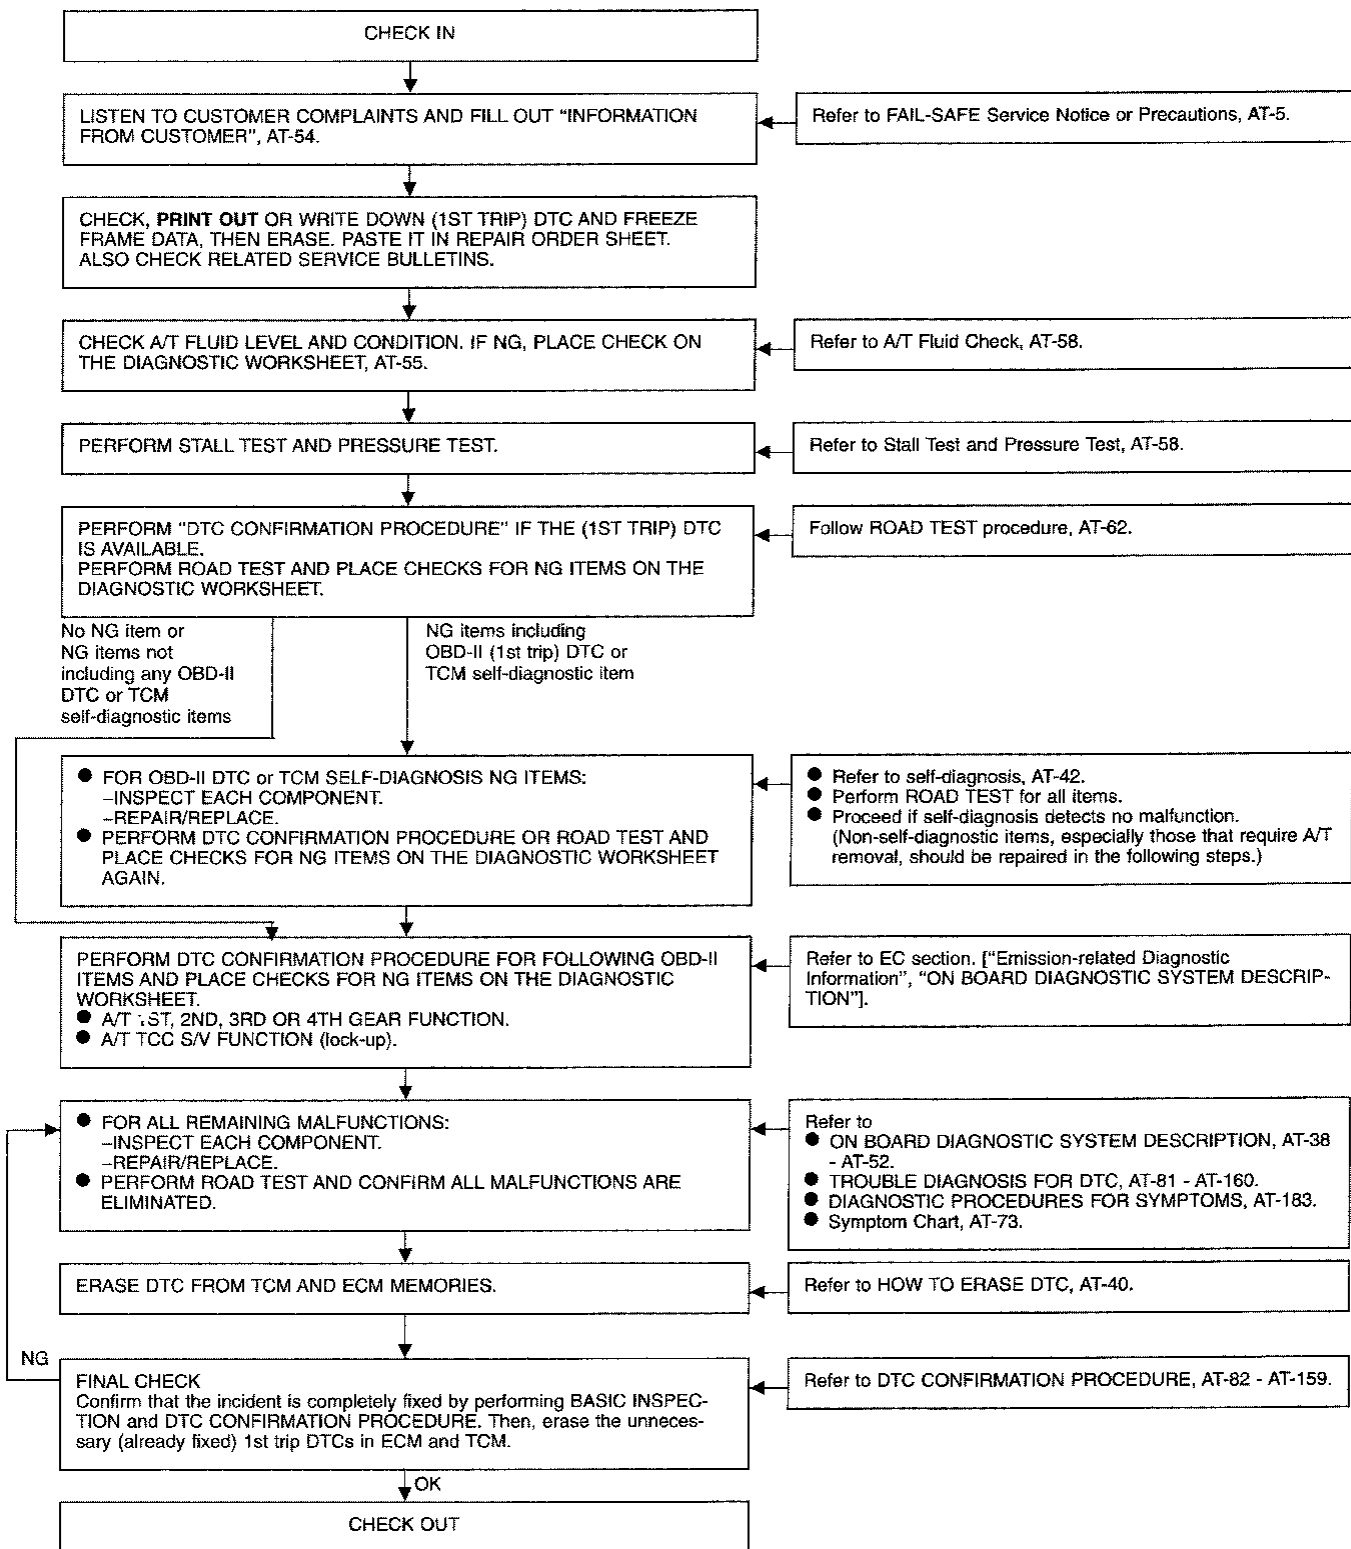 CHECK IN
LISTEN TO CUSTOMER COMPLAINTS AND FILL OUT “INFORMATION
FROM CUSTOMER”, AT-54.
Refer to FAIL-SAFE Service Notice or Precautions, AT-5.
CHECK, PRINT OUT OR WRITE DOWN (1ST TRIP) DTC AND FREEZE
FRAME DATA, THEN ERASE. PASTE IT IN REPAIR ORDER SHEET.
ALSO CHECK RELATED SERVICE BULLETINS.
CHECK A/T FLUID LEVEL AND CONDITION. IF NG, PLACE CHECK ON
THE DIAGNOSTIC WORKSHEET, AT-55.
Refer to A/T Fluid Check, AT-58.
PERFORM STALL TEST AND PRESSURE TEST.
Refer to Stall Test and Pressure Test, AT-58.
PERFORM "DTC CONFIRMATION PROCEDURE" IF THE (1ST TRIP) DTC
IS AVAILABLE.
PERFORM ROAD TEST AND PLACE CHECKS FOR NG ITEMS ON THE
DIAGNOSTIC WORKSHEET.
Follow ROAD TEST procedure, AT-62.
No NG item or
NG items not
including any OBD-II
DTC or TCM
self-diagnostic items
NG items including
OBD-II (1st trip) DTC or
TCM self-diagnostic item
● FOR OBD-II DTC or TCM SELF-DIAGNOSIS NG ITEMS:
–INSPECT EACH COMPONENT.
–REPAIR/REPLACE.
● PERFORM DTC CONFIRMATION PROCEDURE OR ROAD TEST AND
PLACE CHECKS FOR NG ITEMS ON THE DIAGNOSTIC WORKSHEET
AGAIN.
● Refer to self-diagnosis, AT-42.
● Perform ROAD TEST for all items.
● Proceed if self-diagnosis detects no malfunction.
(Non-self-diagnostic items, especially those that require A/T
removal, should be repaired in the following steps.)
PERFORM DTC CONFIRMATION PROCEDURE FOR FOLLOWING OBD-II
ITEMS AND PLACE CHECKS FOR NG ITEMS ON THE DIAGNOSTIC
WORKSHEET.
● A/T 1ST, 2ND, 3RD OR 4TH GEAR FUNCTION.
● A/T TCC S/V FUNCTION (lock-up).
Refer to EC section. [“Emission-related Diagnostic
Information”, “ON BOARD DIAGNOSTIC SYSTEM DESCRIP-
TION”].
● FOR ALL REMAINING MALFUNCTIONS:
–INSPECT EACH COMPONENT.
–REPAIR/REPLACE.
● PERFORM ROAD TEST AND CONFIRM ALL MALFUNCTIONS ARE
ELIMINATED.
Refer to
● ON BOARD DIAGNOSTIC SYSTEM DESCRIPTION, AT-38
- AT-52.
● TROUBLE DIAGNOSIS FOR DTC, AT-81 - AT-160.
● DIAGNOSTIC PROCEDURES FOR SYMPTOMS, AT-183.
● Symptom Chart, AT-73.
ERASE DTC FROM TCM AND ECM MEMORIES.
Refer to HOW TO ERASE DTC, AT-40.
NG
FINAL CHECK
Confirm that the incident is completely fixed by performing BASIC INSPEC-
TION and DTC CONFIRMATION PROCEDURE. Then, erase the unneces-
sary (already fixed) 1st trip DTCs in ECM and TCM.
Refer to DTC CONFIRMATION PROCEDURE, AT-82 - AT-159.
OK
CHECK OUT